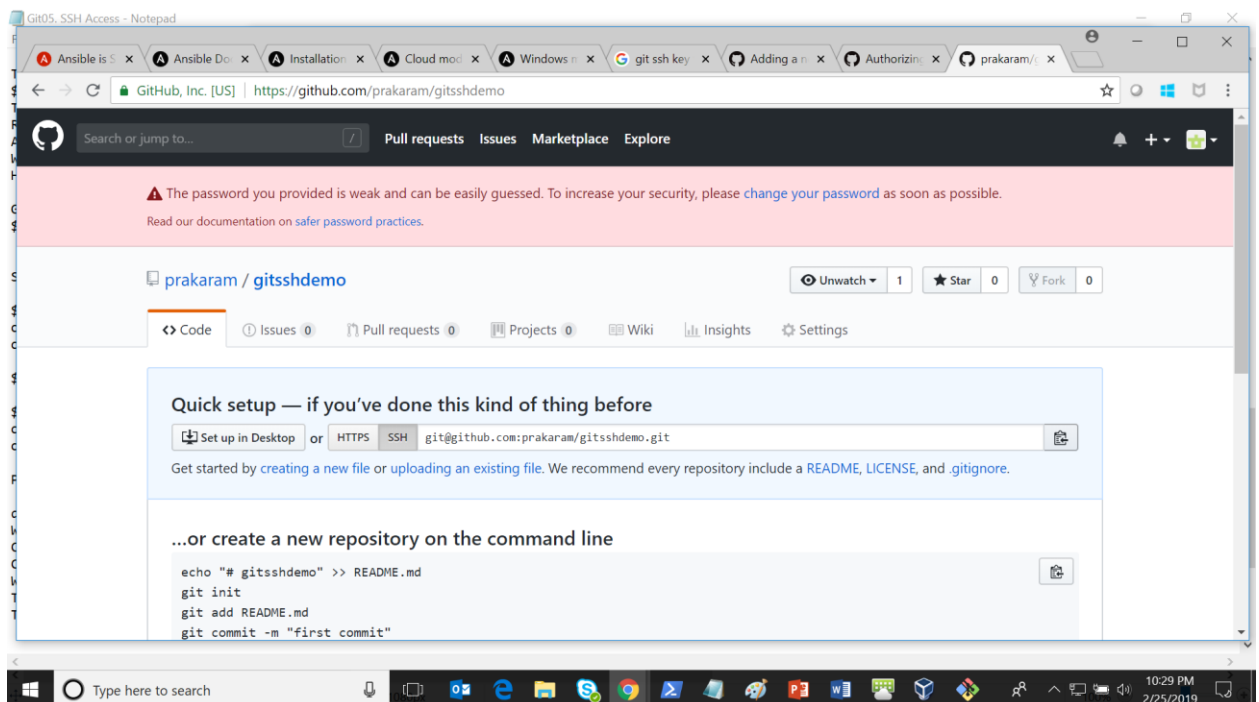 Git05. SSH Access - Notepad
Ansible is S
Ansible Do
Installation
Cloud mod
Windows m
git ssh key
Adding a n
Authorizing
prakaram/g
GitHub, Inc. [US] | https://github.com/prakaram/gitsshdemo
Search or jump to... / Pull requests Issues Marketplace Explore
The password you provided is weak and can be easily guessed. To increase your security, please change your password as soon as possible.
Read our documentation on safer password practices.
prakaram / gitsshdemo
Unwatch 1 Star 0 Fork 0
Code Issues 0 Pull requests 0 Projects 0 Wiki Insights Settings
Quick setup — if you've done this kind of thing before
Set up in Desktop or HTTPS SSH git@github.com:prakaram/gitsshdemo.git
Get started by creating a new file or uploading an existing file. We recommend every repository include a README, LICENSE, and .gitignore.
...or create a new repository on the command line
echo "# gitsshdemo" >> README.md
git init
git add README.md
git commit -m "first commit"
Type here to search
10:29 PM
2/25/2019